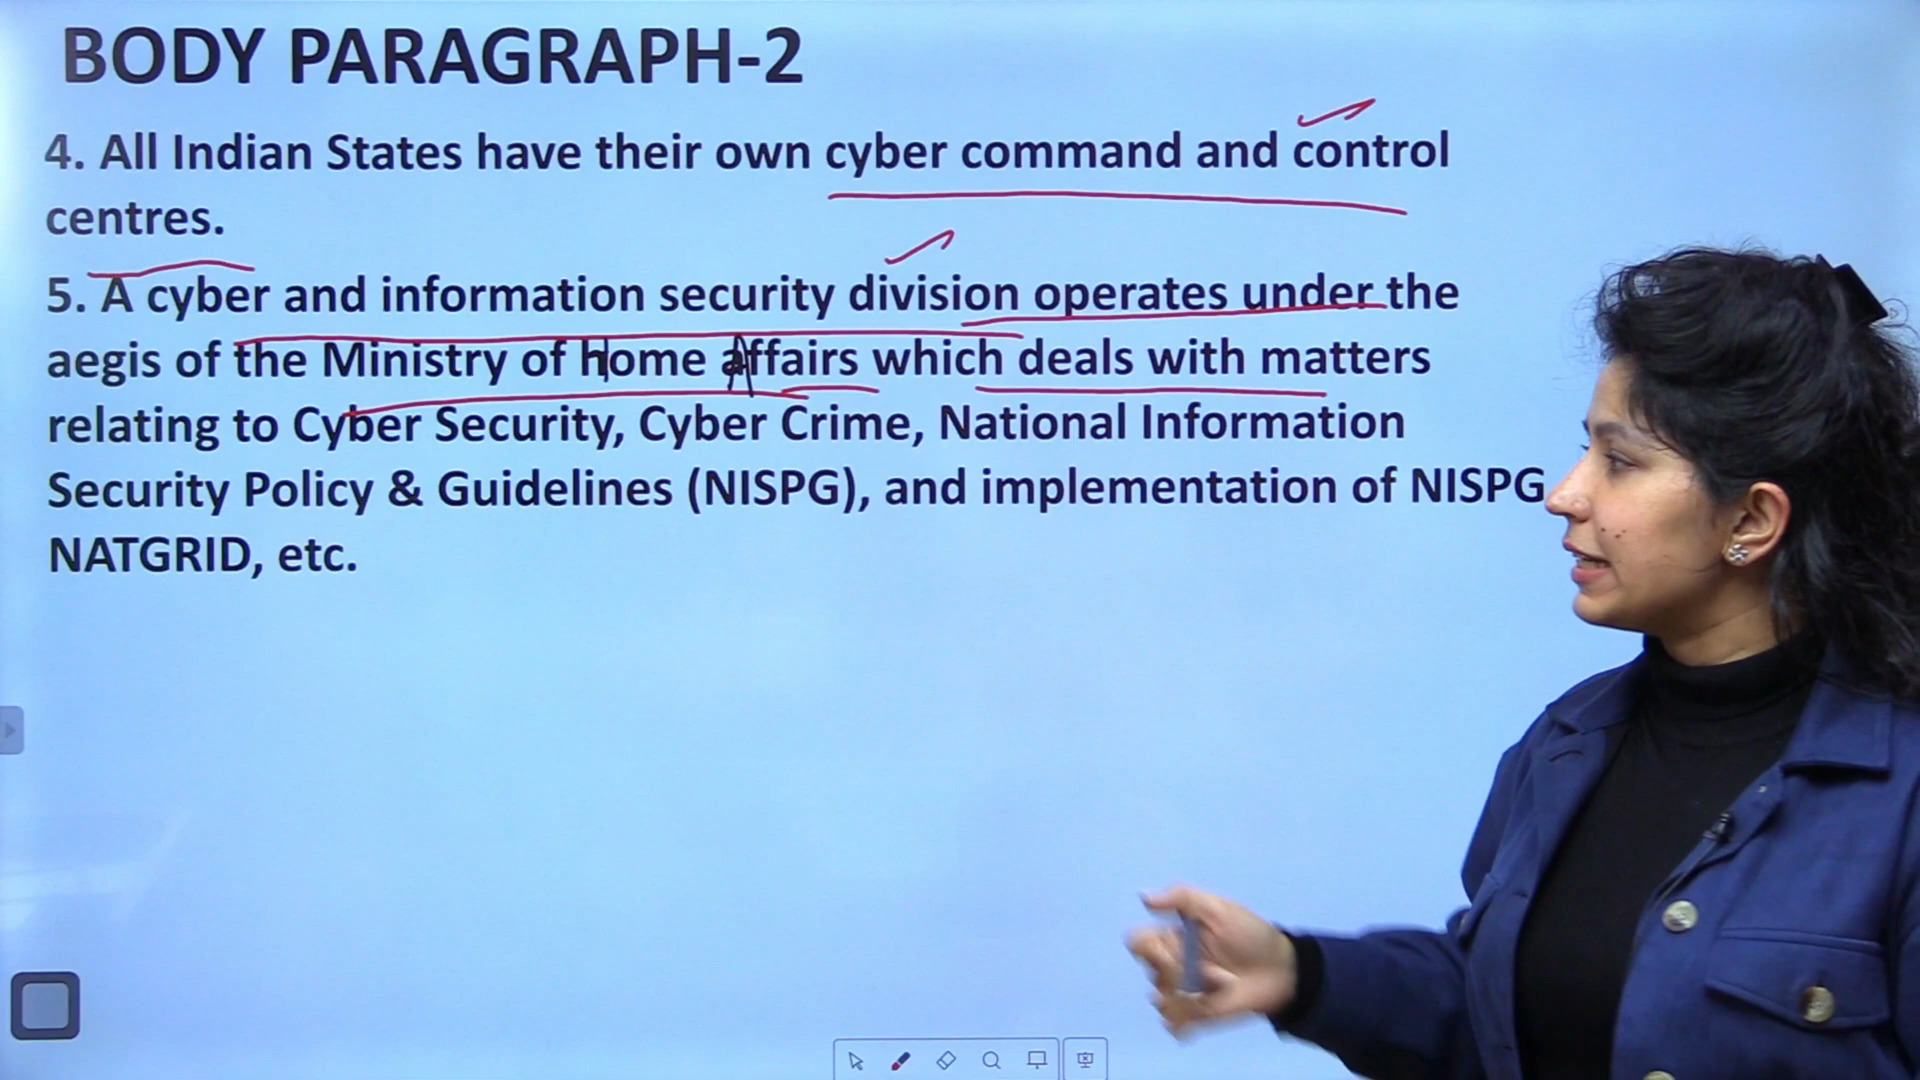 BODY PARAGRAPH-2
4. All Indian States have their own cyber command and control
centres.
5. A cyber and information security division operates under the
aegis of the Ministry of home Affairs which deals with matters
relating to Cyber Security, Cyber Crime, National Information
Security Policy & Guidelines (NISPG), and implementation of NISPG
NATGRID, etc.